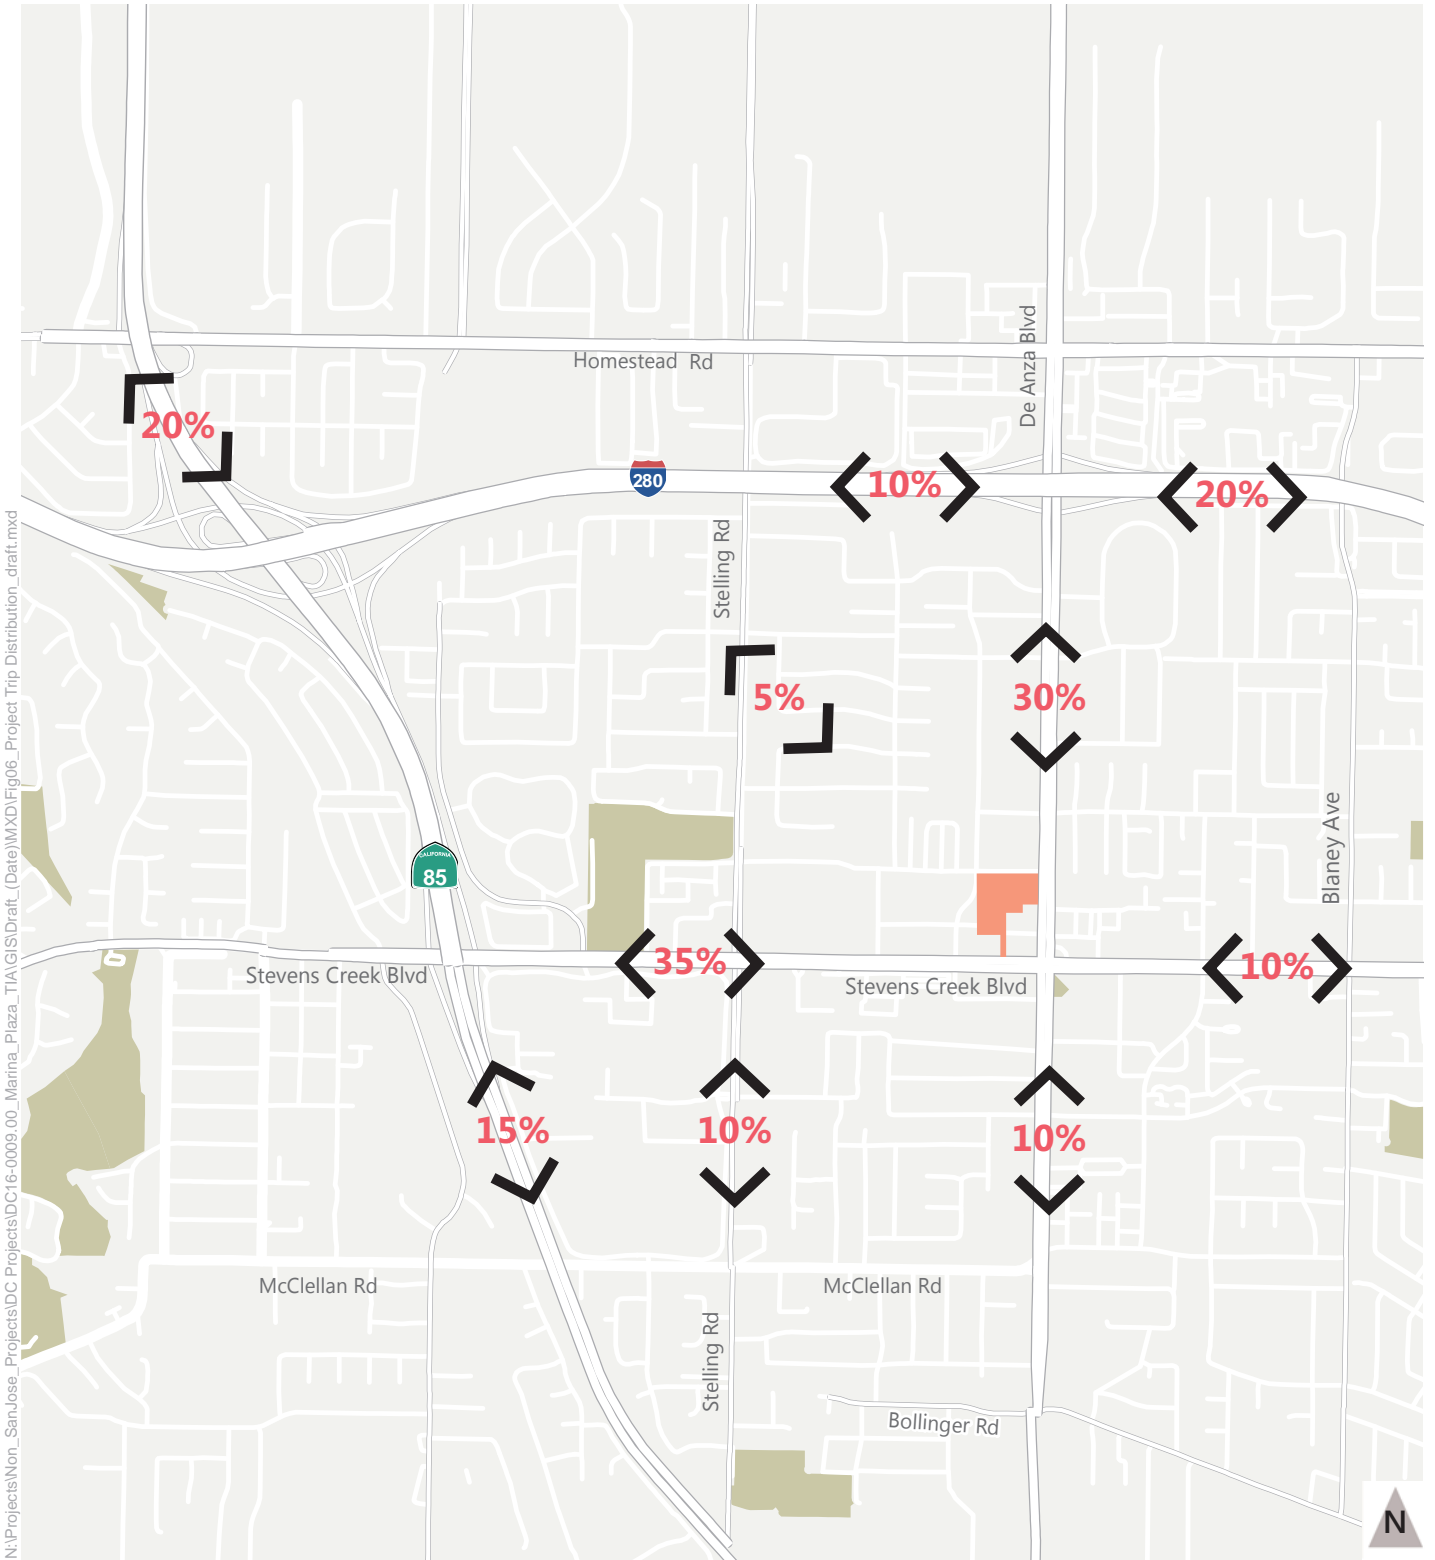 Homestead Rd
De Anza Blvd
20%
280
10%
20%
Stelling Rd
5%
30%
Blaney Ave
CALIFORNIA
85
35%
10%
Stevens Creek Blvd
Stevens Creek Blvd
15%
10%
10%
McClellan Rd
McClellan Rd
Stelling Rd
Bollinger Rd
N
N:\Projects\Non_SanJose_Projects\DC Projects\DC16-0009.00_Marina_Plaza_TIA\GIS\Draft_(Date)\MXD\Fig06_Project Trip Distribution_draft.mxd